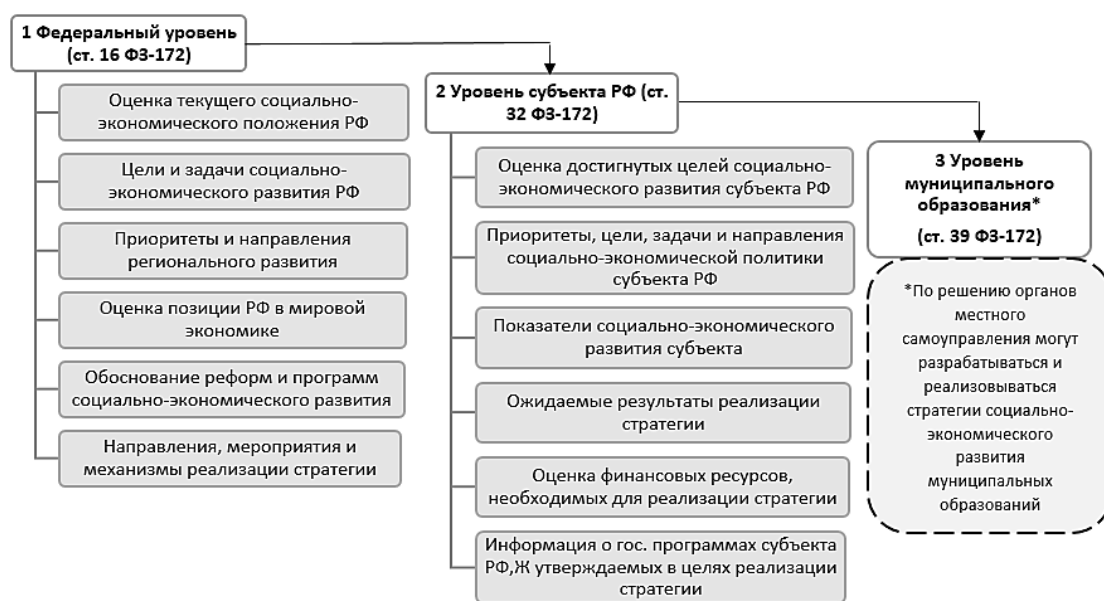 1 Федеральный уровень
(ст. 16 ФЗ-172)
Оценка текущего социально-
экономического положения РФ
Цели и задачи социально-
экономического развития РФ
Приоритеты и направления
регионального развития
Оценка позиции РФ в мировой
экономике
Обоснование реформ и программ
социально-экономического развития
Направления, мероприятия и
механизмы реализации стратегии
2 Уровень субъекта РФ (ст.
32 ФЗ-172)
Оценка достигнутых целей социально-
экономического развития субъекта РФ
Приоритеты, цели, задачи и направления
социально-экономической политики
субъекта РФ
Показатели социально-экономического
развития субъекта
Ожидаемые результаты реализации
стратегии
Оценка финансовых ресурсов,
необходимых для реализации стратегии
Информация о гос. программах субъекта
РФ,Ж утверждаемых в целях реализации
стратегии
3 Уровень
муниципального
образования*
(ст. 39 ФЗ-172)
*По решению органов
местного
самоуправления могут
разрабатываться и
реализовываться
стратегии социально-
экономического
развития
муниципальных
образований